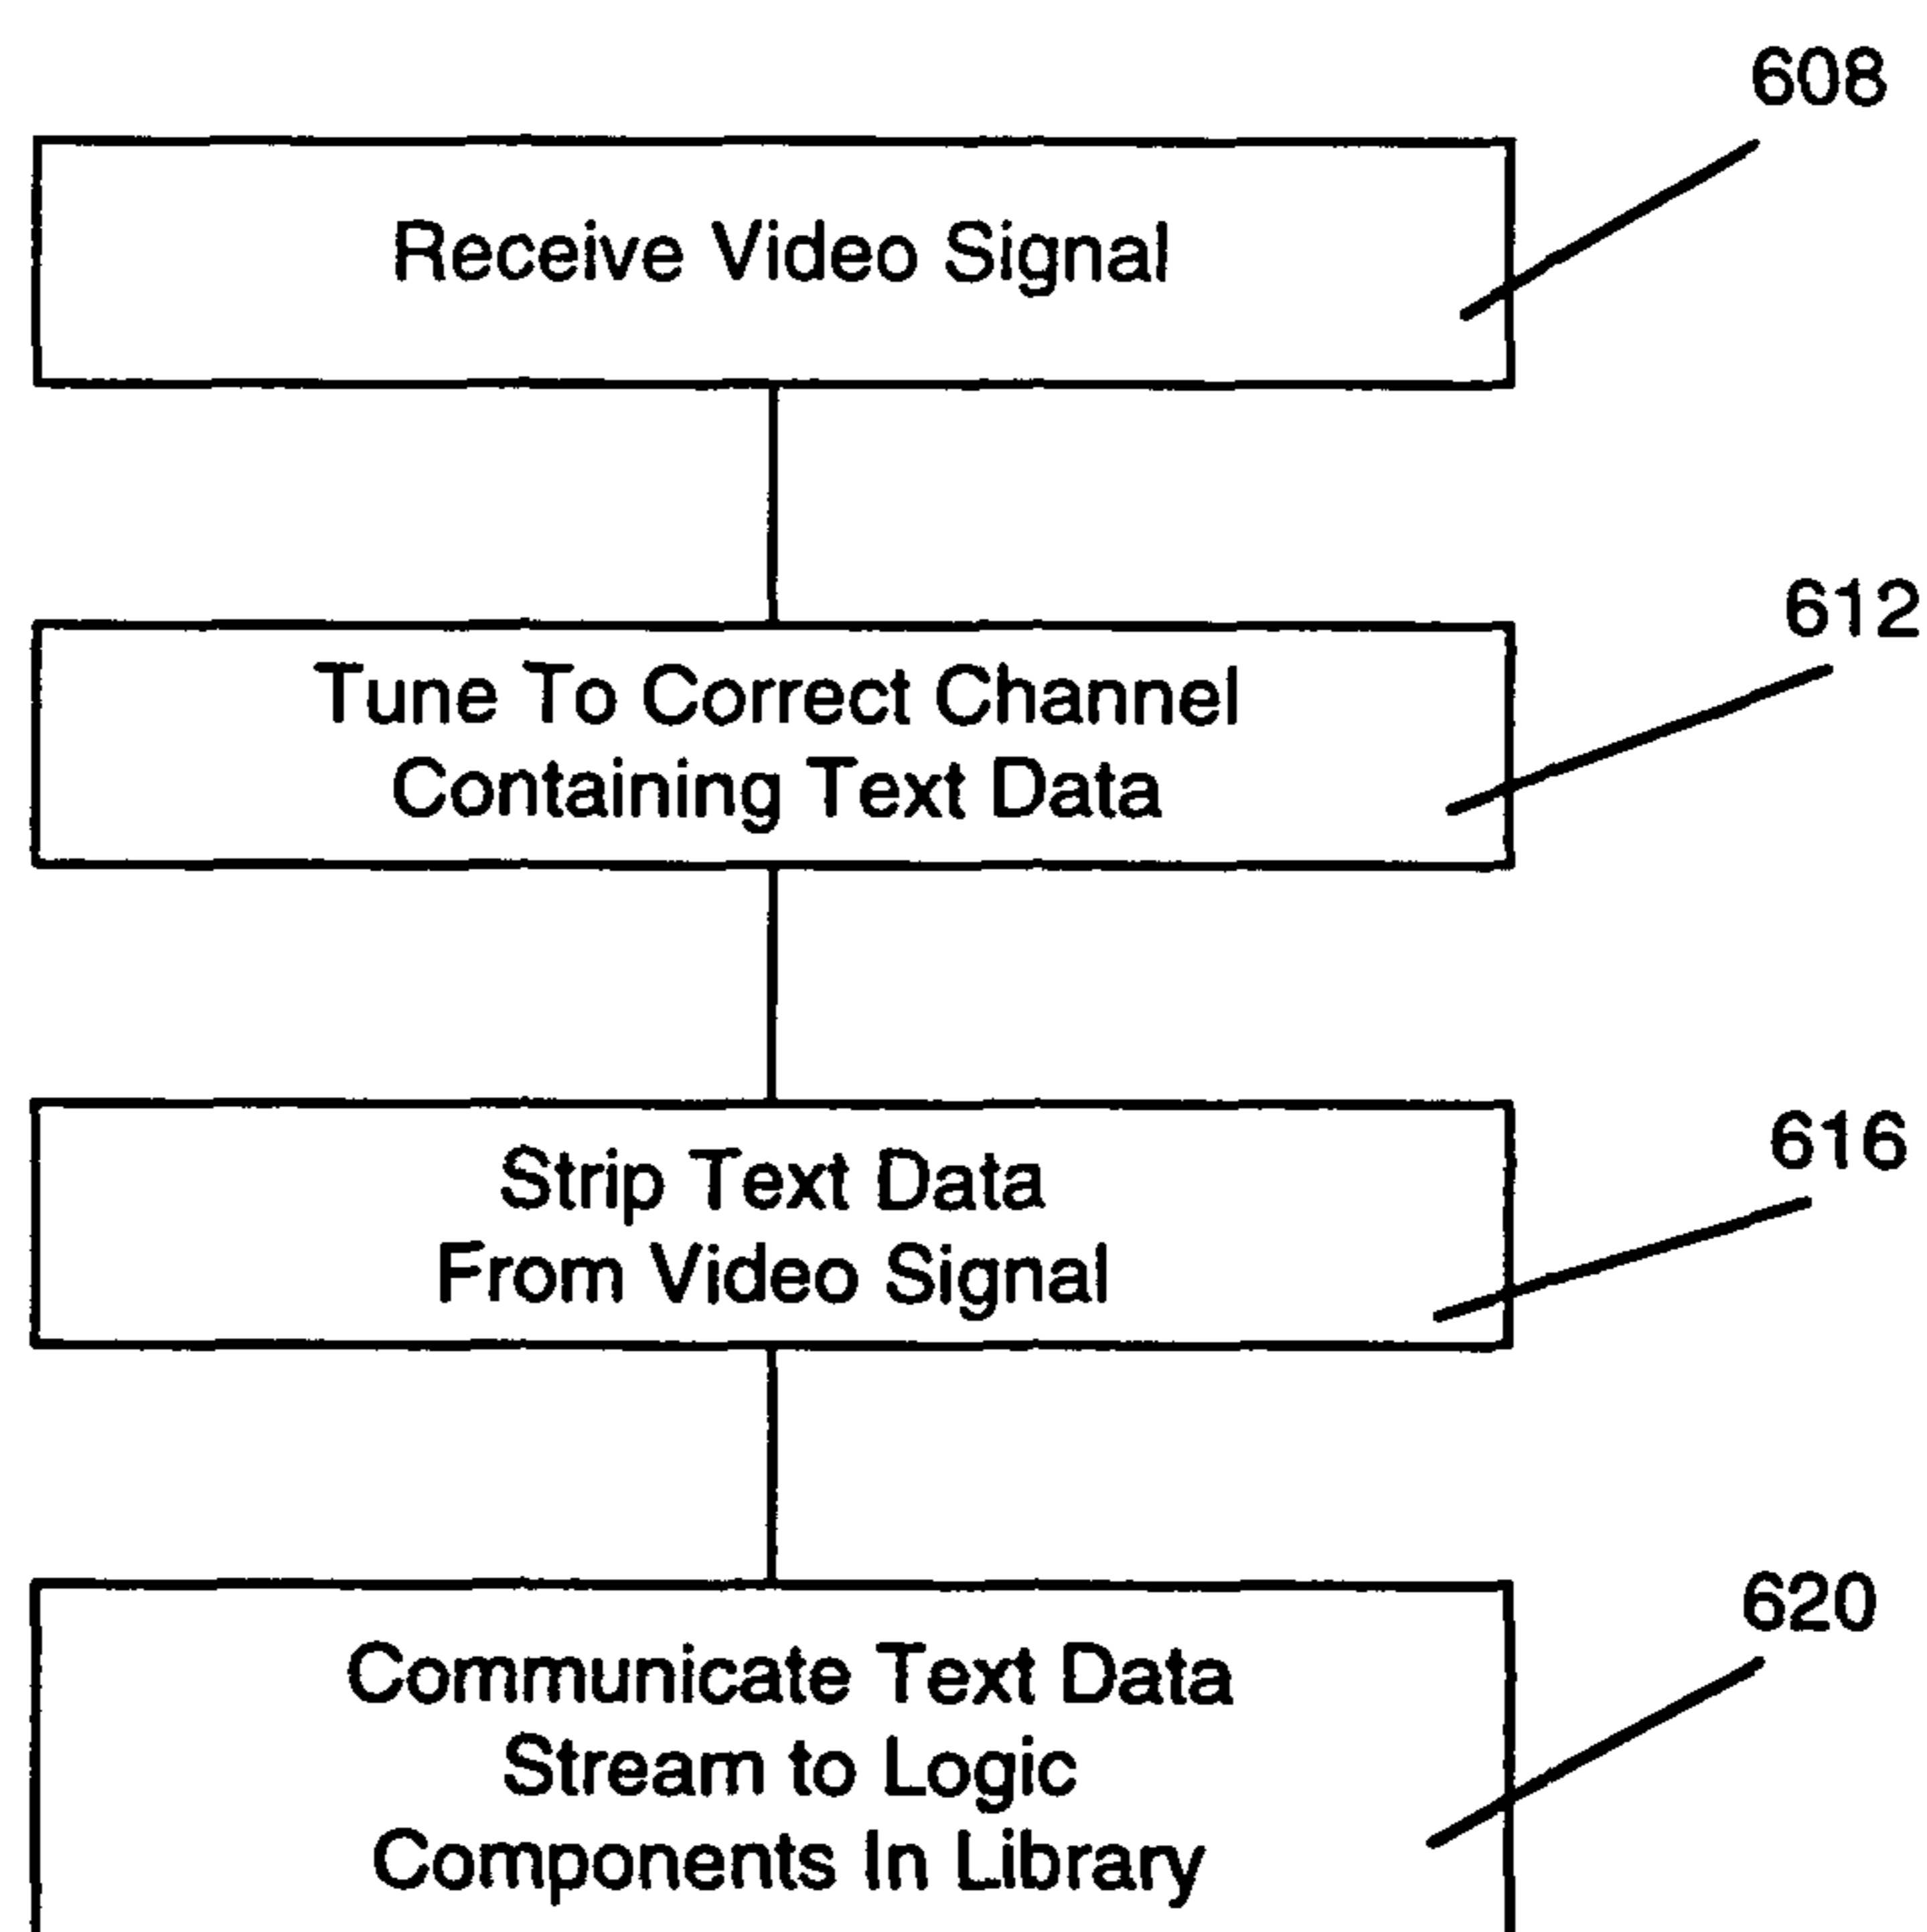 608
Receive Video Signal
612
Tune To Correct Channel
Containing Text Data
616
Strip Text Data
From Video Signal
620
Communicate Text Data
Stream to Logic
Components In Library